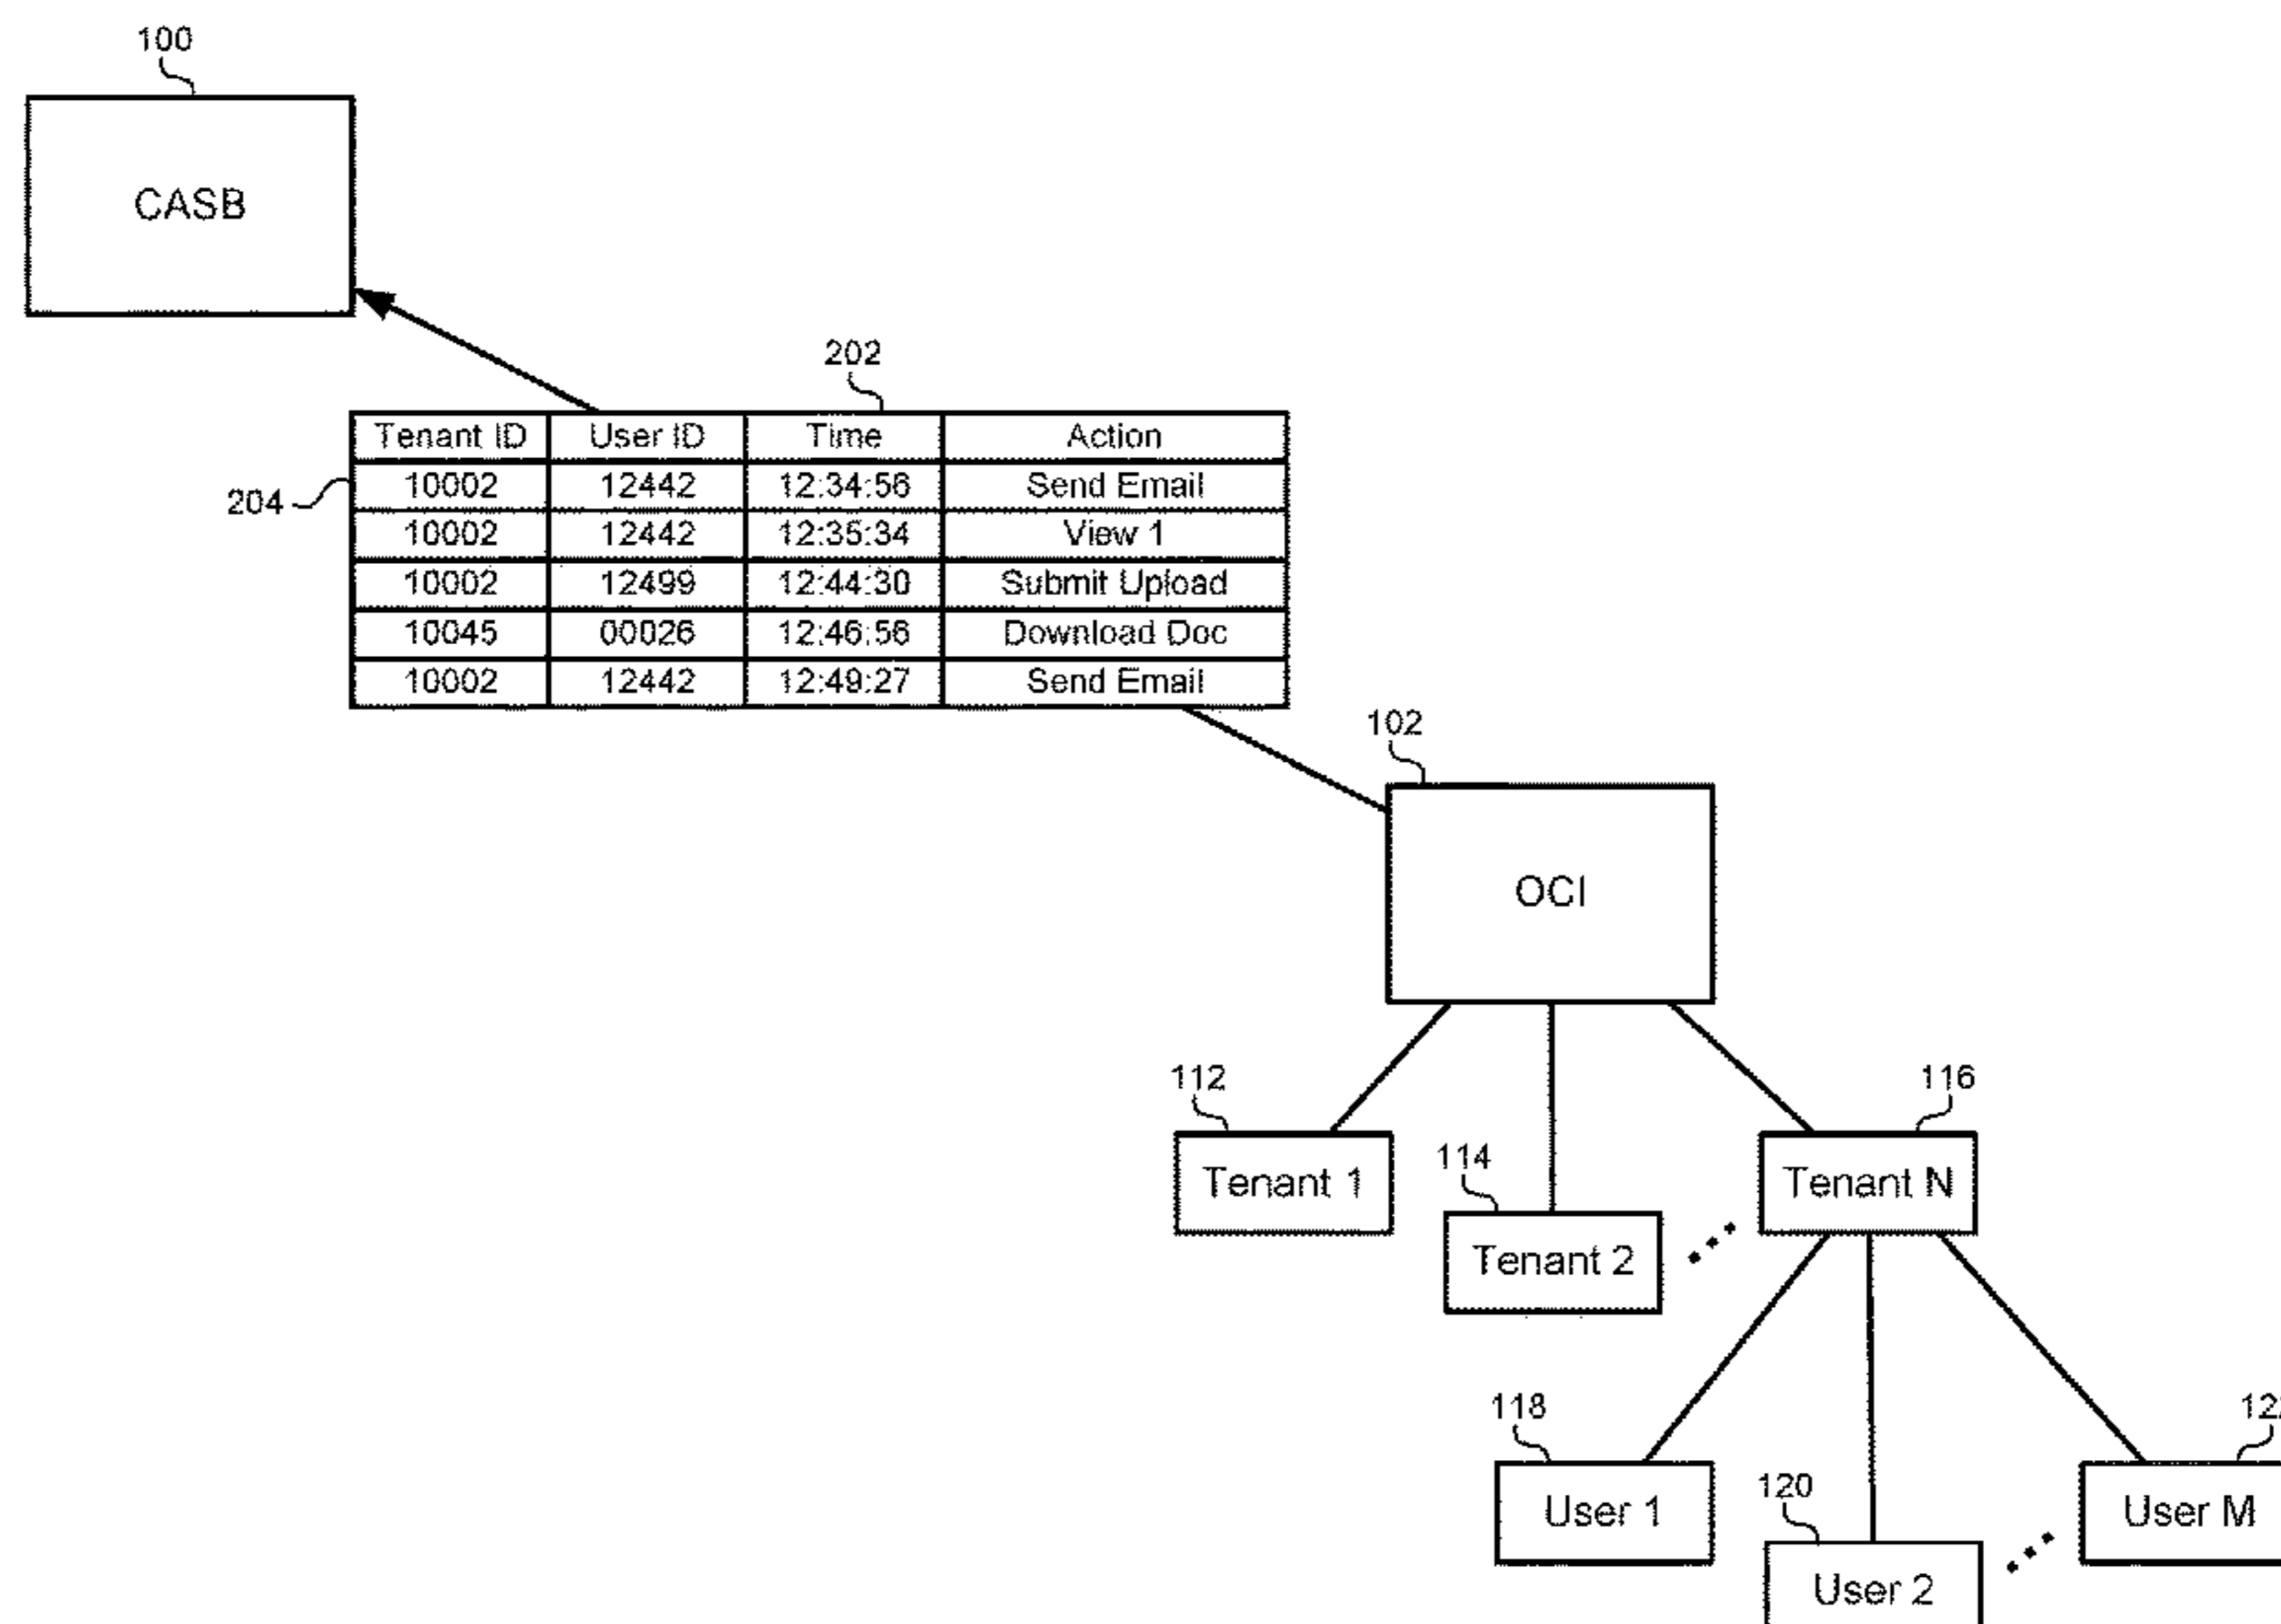 100
CASB
202
Tenant ID User ID Time Action
204
10002 12442 12:34:56 Send Email
10002 12442 12:35:34 View 1
10002 12499 12:44:30 Submit Upload
10045 00026 12:46:56 Download Doc
10002 12442 12:49:27 Send Email
102
OCI
112
116
114
Tenant 1
Tenant N
Tenant 2
118
120
User 1
User M
User 2